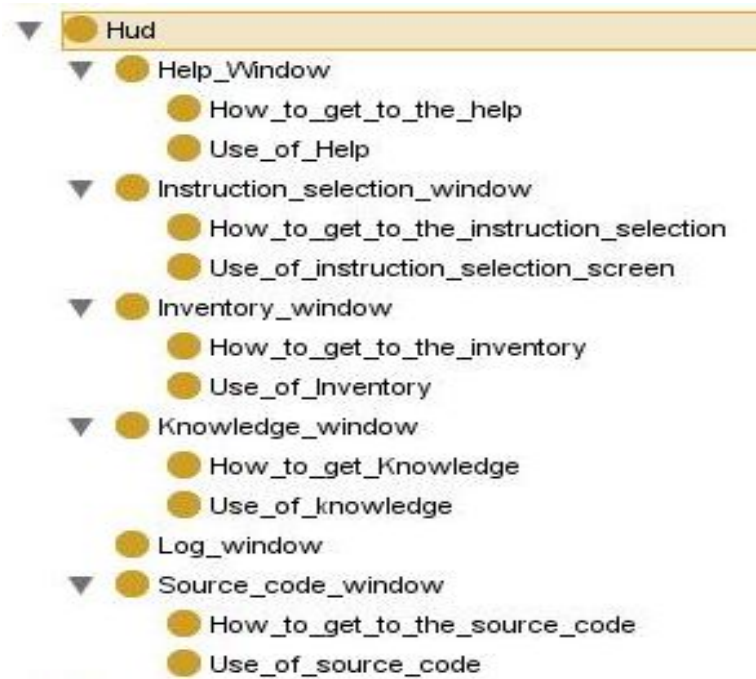 Hud
Help_Window
How_to_get_to_the_help
Use_of_Help
Instruction_selection_window
How_to_get_to_the_instruction_selection
Use_of_instruction_selection_screen
Inventory_window
How_to_get_to_the_inventory
Use_of_Inventory
Knowledge_window
How_to_get_Knowledge
Use_of_knowledge
Log_window
Source_code_window
How_to_get_to_the_source_code
Use_of_source_code